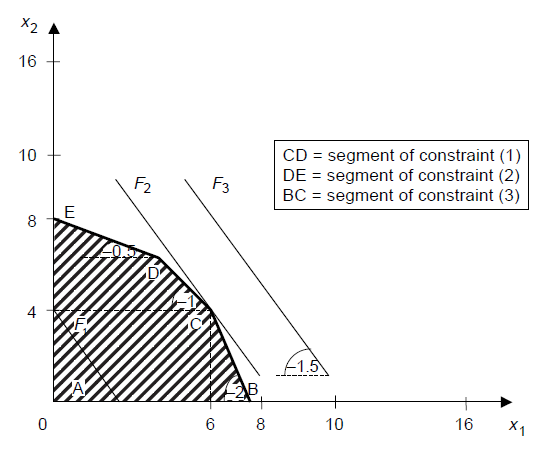 x2
16
10
CD = segment of constraint (1)
DE = segment of constraint (2)
BC = segment of constraint (3)
F2
F3
8
E
–0.5
D
–1
4
C
F1
–1.5
A
–2
B
0
6
8
10
16
x1